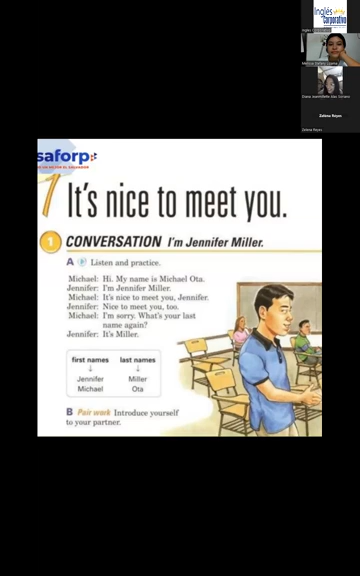 Inglés
Corporativo
Zelena Reyes
Zelena Reyes
saforp
1
It's nice to meet you.
1 CONVERSATION I'm Jennifer Miller.
A Listen and practice.
Michael: Hi. My name is Michael Ota.
Jennifer: I'm Jennifer Miller.
Michael: It's nice to meet you, Jennifer.
Jennifer: Nice to meet you, too.
Michael: I'm sorry. What's your last
name again?
Jennifer: It's Miller.
first names last names
↓ ↓
Jennifer Miller
Michael Ota
B Pair work Introduce yourself
to your partner.